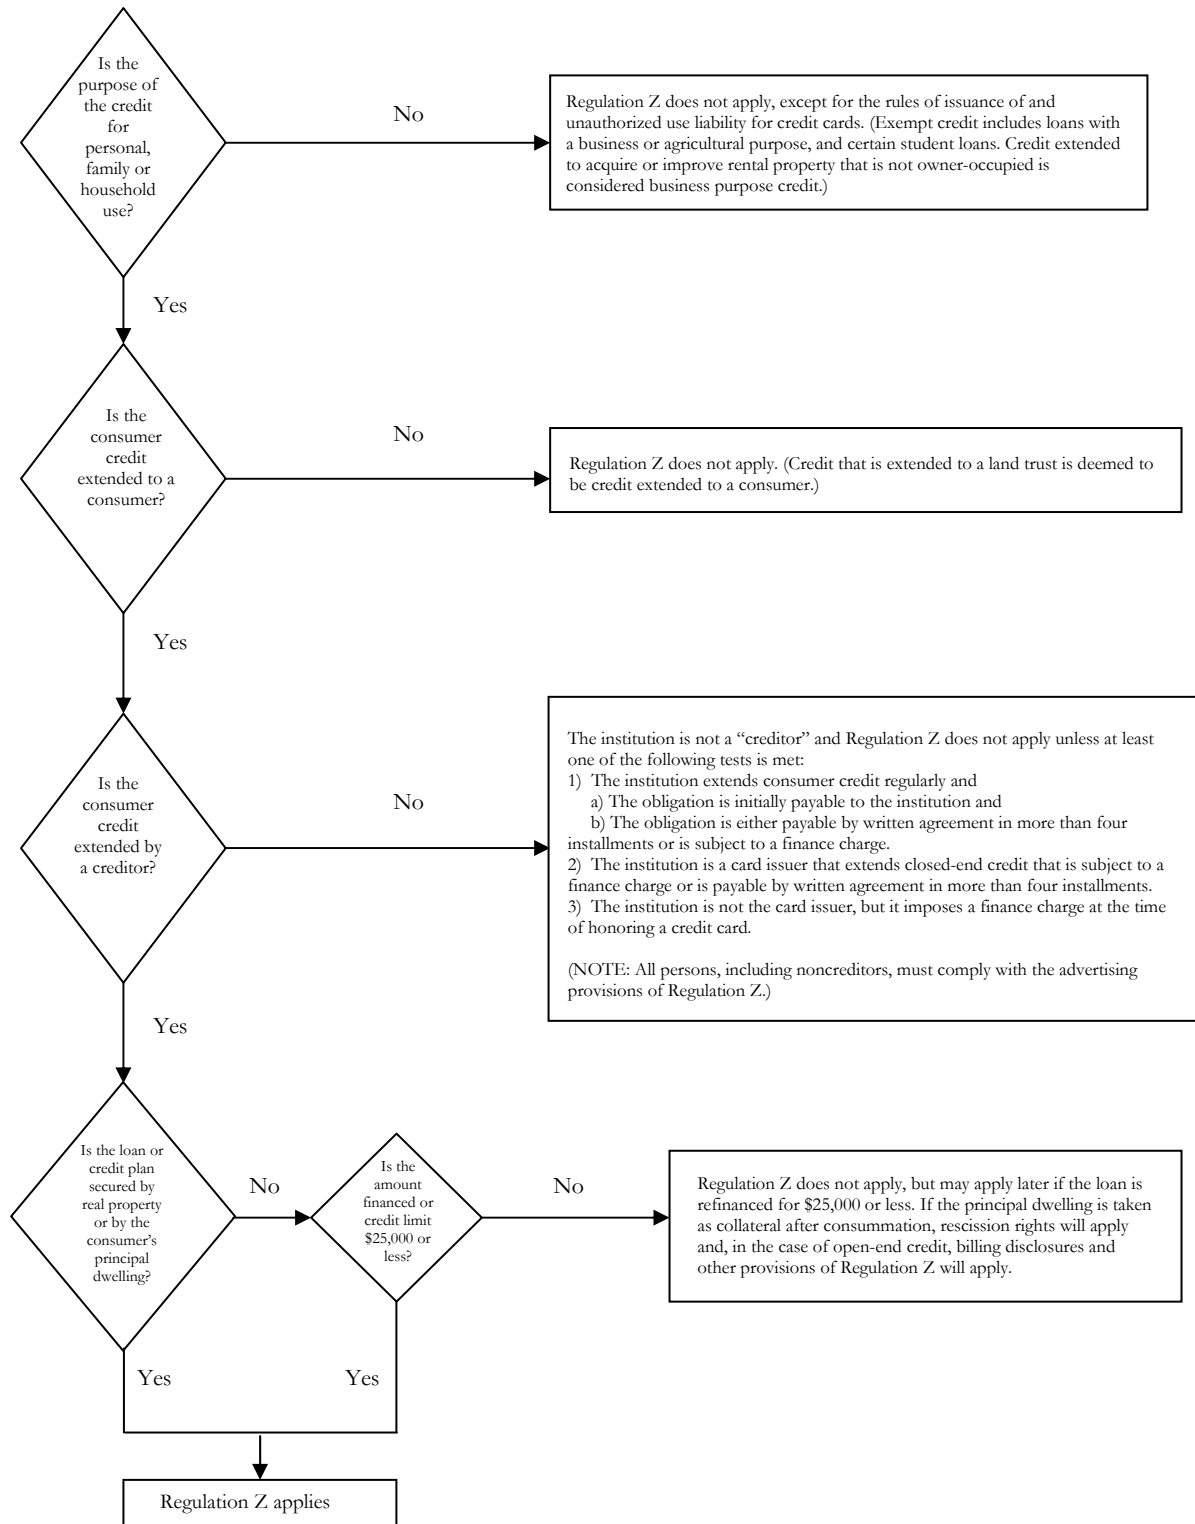 Is the
purpose of
the credit
for
personal,
family or
household
use?
No
Regulation Z does not apply, except for the rules of issuance of and
unauthorized use liability for credit cards. (Exempt credit includes loans with
a business or agricultural purpose, and certain student loans. Credit extended
to acquire or improve rental property that is not owner-occupied is
considered business purpose credit.)
Yes
Is the
consumer
credit
extended to a
consumer?
No
Regulation Z does not apply. (Credit that is extended to a land trust is deemed to
be credit extended to a consumer.)
Yes
Is the
consumer
credit
extended by
a creditor?
No
The institution is not a “creditor” and Regulation Z does not apply unless at least
one of the following tests is met:
1) The institution extends consumer credit regularly and
a) The obligation is initially payable to the institution and
b) The obligation is either payable by written agreement in more than four
installments or is subject to a finance charge.
2) The institution is a card issuer that extends closed-end credit that is subject to a
finance charge or is payable by written agreement in more than four installments.
3) The institution is not the card issuer, but it imposes a finance charge at the time
of honoring a credit card.
(NOTE: All persons, including noncreditors, must comply with the advertising
provisions of Regulation Z.)
Yes
Is the loan or
credit plan
secured by
real property
or by the
consumer’s
principal
dwelling?
No
Is the
amount
financed or
credit limit
$25,000 or
less?
No
Regulation Z does not apply, but may apply later if the loan is
refinanced for $25,000 or less. If the principal dwelling is taken
as collateral after consummation, rescission rights will apply
and, in the case of open-end credit, billing disclosures and
other provisions of Regulation Z will apply.
Yes
Yes
Regulation Z applies